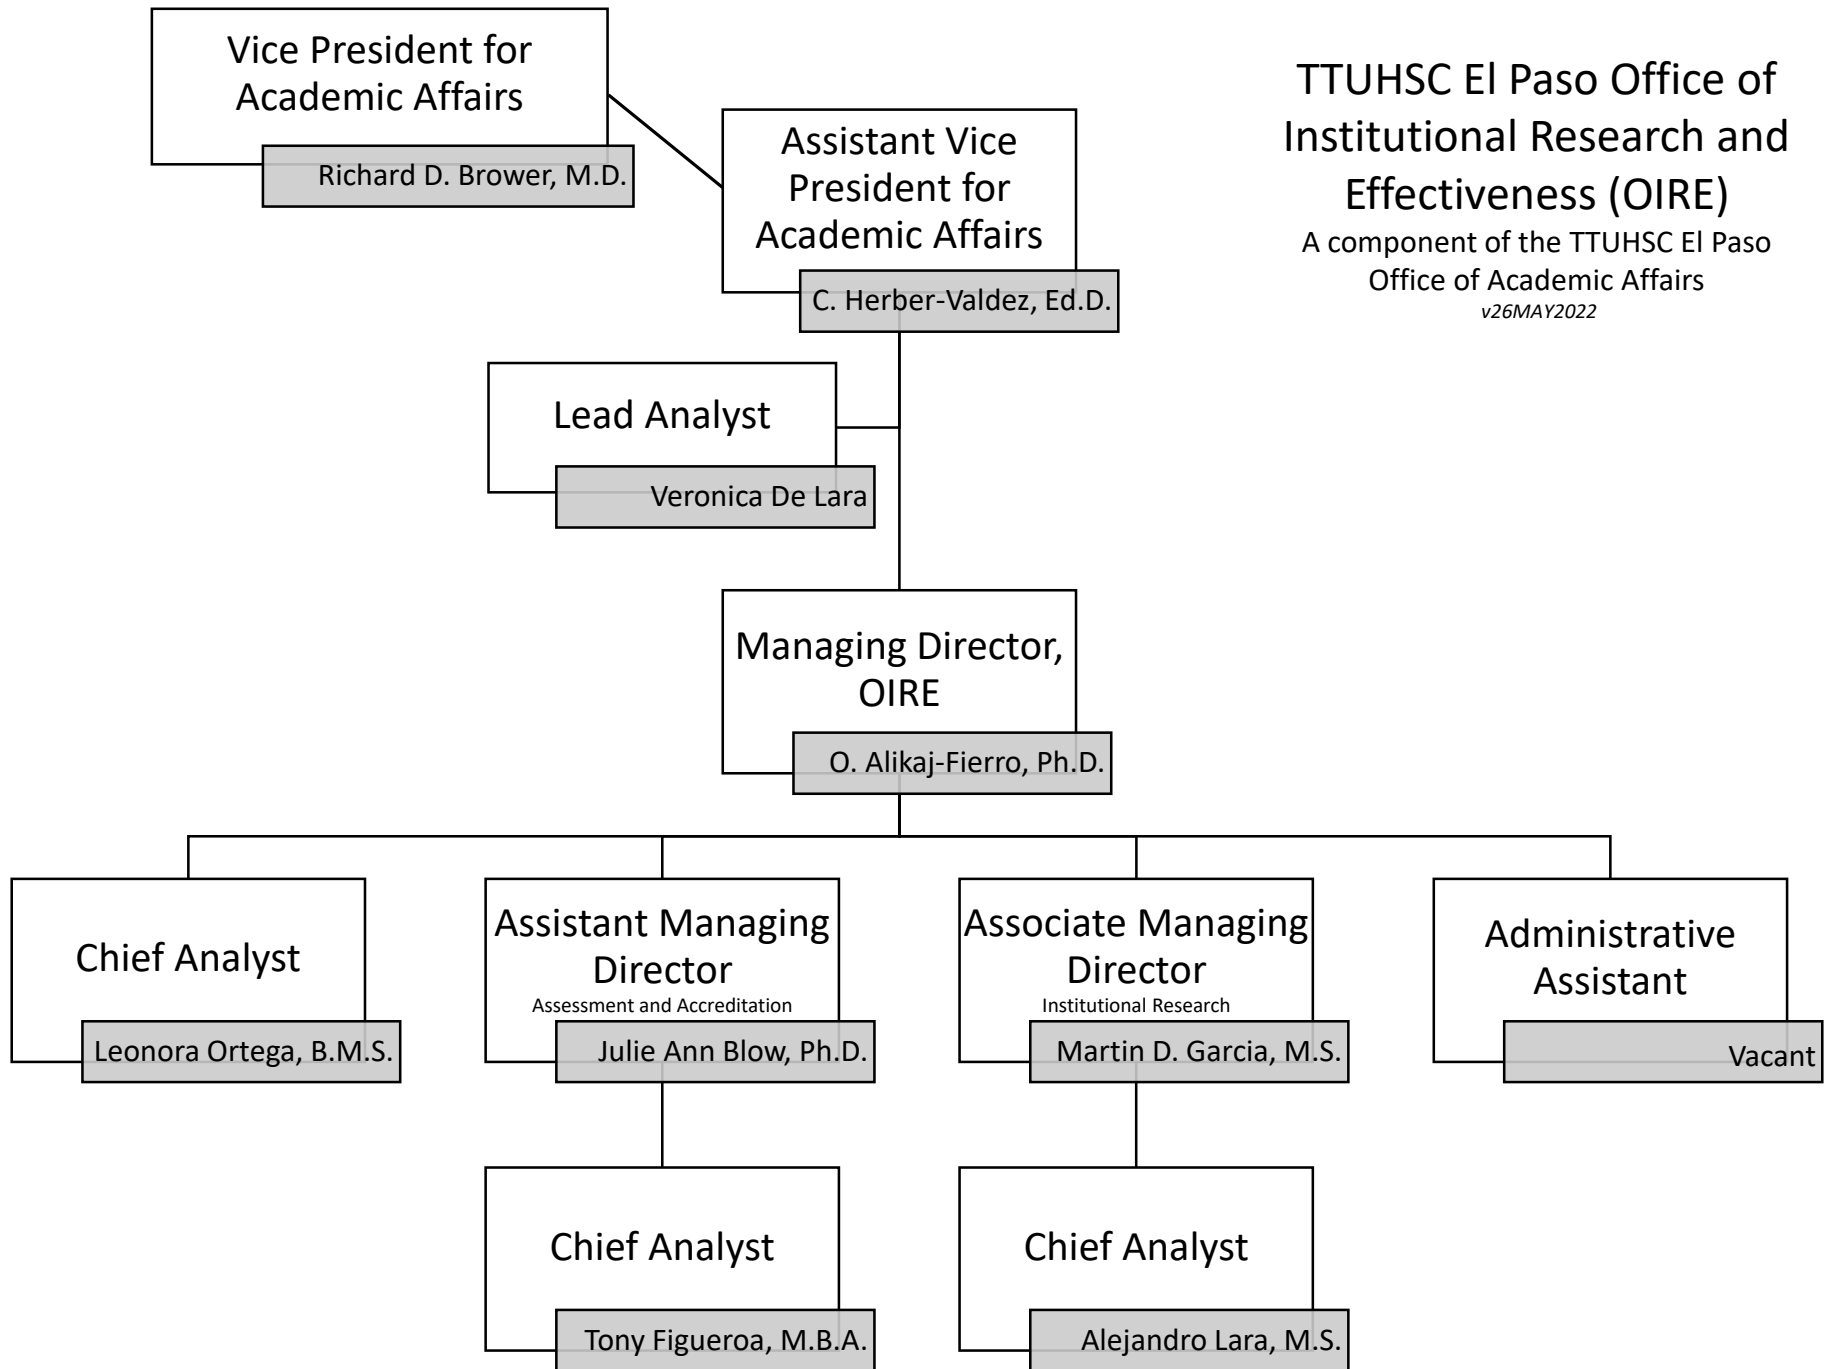 Vice President for
Academic Affairs
Richard D. Brower, M.D.
Assistant Vice
President for
Academic Affairs
C. Herber-Valdez, Ed.D.
TTUHSC El Paso Office of
Institutional Research and
Effectiveness (OIRE)
A component of the TTUHSC El Paso
Office of Academic Affairs
v26MAY2022
Lead Analyst
Veronica De Lara
Managing Director,
OIRE
O. Alikaj-Fierro, Ph.D.
Chief Analyst
Leonora Ortega, B.M.S.
Assistant Managing
Director
Assessment and Accreditation
Julie Ann Blow, Ph.D.
Associate Managing
Director
Institutional Research
Martin D. Garcia, M.S.
Administrative
Assistant
Vacant
Chief Analyst
Tony Figueroa, M.B.A.
Chief Analyst
Alejandro Lara, M.S.